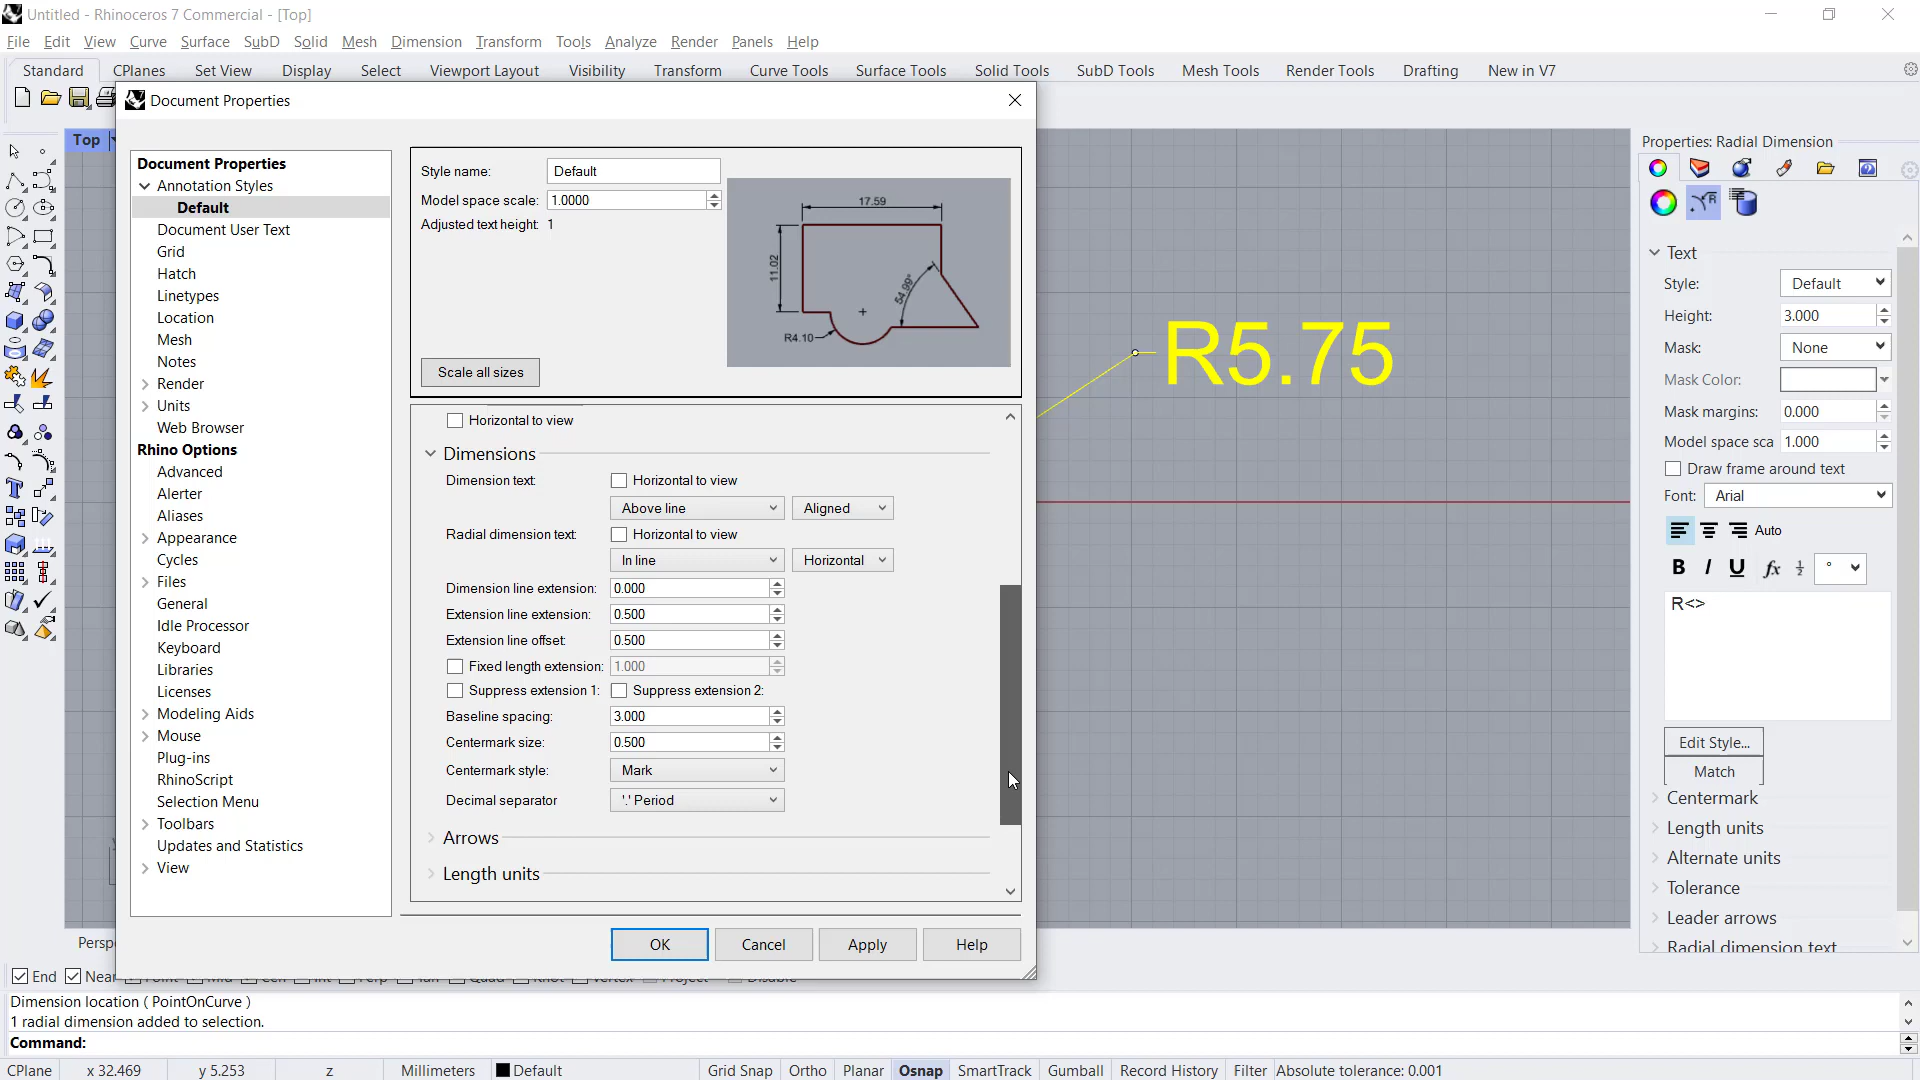 Untitled - Rhinoceros 7 Commercial - [Top]
File Edit View Curve Surface SubD Solid Mesh Dimension Transform Tools Analyze Render Panels Help
Standard CPlanes Set View Display Select Viewport Layout Visibility Transform Curve Tools Surface Tools Solid Tools SubD Tools Mesh Tools Render Tools Drafting New in V7
Document Properties
Top
Document Properties
Annotation Styles
Default
Document User Text
Grid
Hatch
Linetypes
Location
Mesh
Notes
Render
Units
Web Browser
Rhino Options
Advanced
Alerter
Aliases
Appearance
Cycles
Files
General
Idle Processor
Keyboard
Libraries
Licenses
Modeling Aids
Mouse
Plug-ins
RhinoScript
Selection Menu
Toolbars
Updates and Statistics
View
Style name: Default
Model space scale: 1.0000
Adjusted text height: 1
Scale all sizes
17.59
11.02
54.99°
R4.10
Horizontal to view
Dimensions
Dimension text: Horizontal to view
Above line Aligned
Radial dimension text: Horizontal to view
In line Horizontal
Dimension line extension: 0.000
Extension line extension: 0.500
Extension line offset: 0.500
Fixed length extension: 1.000
Suppress extension 1: Suppress extension 2:
Baseline spacing: 3.000
Centermark size: 0.500
Centermark style: Mark
Decimal separator '.' Period
Arrows
Length units
OK Cancel Apply Help
R5.75
Properties: Radial Dimension
Text
Style: Default
Height: 3.000
Mask: None
Mask Color:
Mask margins: 0.000
Model space sca 1.000
Draw frame around text
Font: Arial
Auto
B I U fx ½ °
R<>
Edit Style...
Match
Centermark
Length units
Alternate units
Tolerance
Leader arrows
Radial dimension text
Persp
End Near
Disable
Dimension location ( PointOnCurve )
1 radial dimension added to selection.
Command:
CPlane x 32.469 y 5.253 z Millimeters Default Grid Snap Ortho Planar Osnap SmartTrack Gumball Record History Filter Absolute tolerance: 0.001